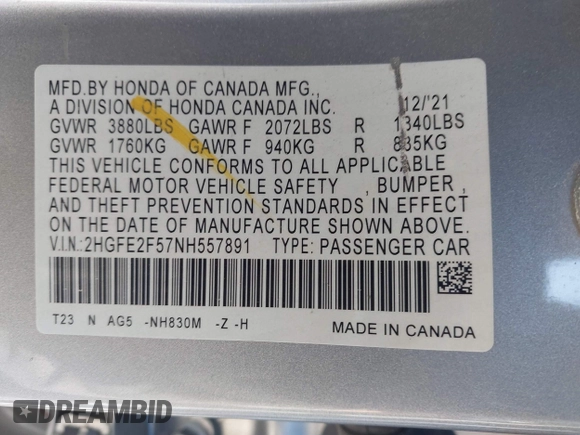 MFD.BY HONDA OF CANADA MFG.,
A DIVISION OF HONDA CANADA INC. 12/'21
GVWR 3880LBS GAWR F 2072LBS R 1840LBS
GVWR 1760KG GAWR F 940KG R 835KG
THIS VEHICLE CONFORMS TO ALL APPLICABLE
FEDERAL MOTOR VEHICLE SAFETY , BUMPER ,
AND THEFT PREVENTION STANDARDS IN EFFECT
ON THE DATE OF MANUFACTURE SHOWN ABOVE.
V.I.N.:2HGFE2F57NH557891 TYPE: PASSENGER CAR
T23 N AG5 -NH830M -Z -H
MADE IN CANADA
DREAMBID